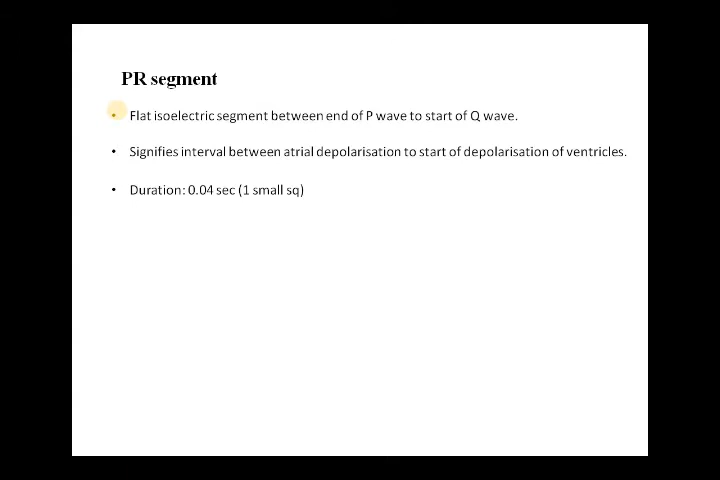 PR segment
• Flat isoelectric segment between end of P wave to start of Q wave.
• Signifies interval between atrial depolarisation to start of depolarisation of ventricles.
• Duration: 0.04 sec (1 small sq)